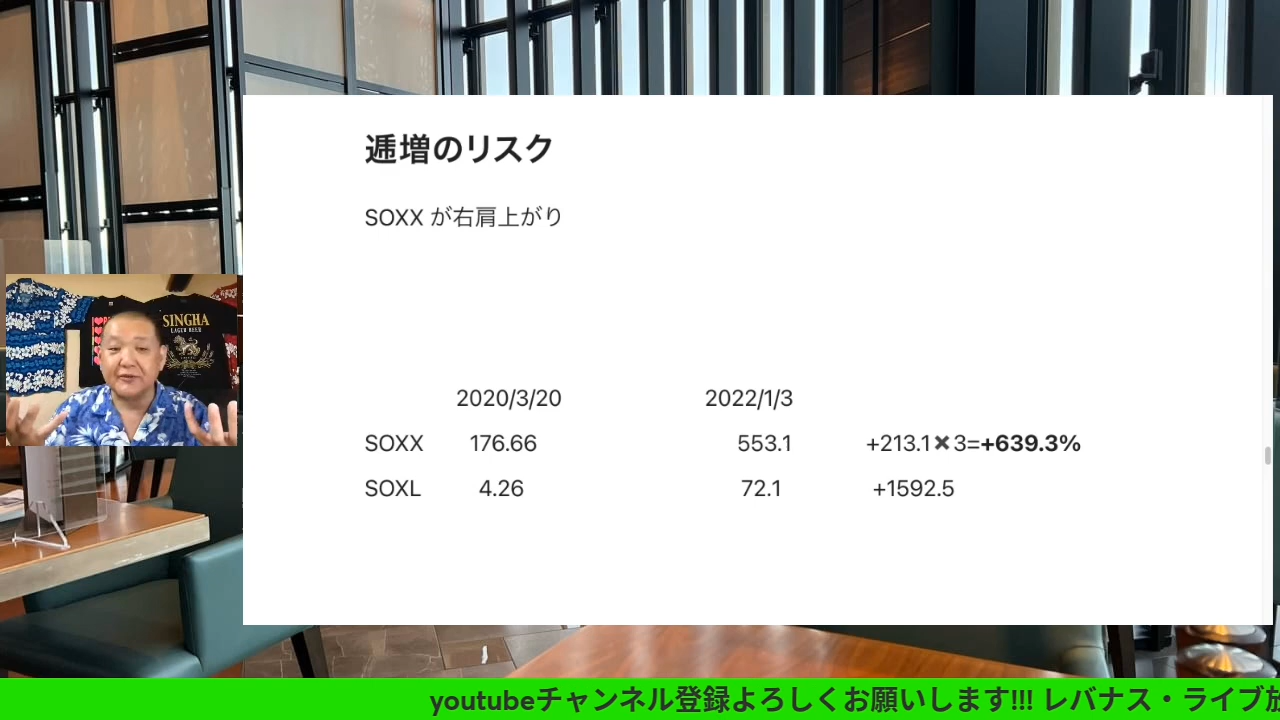 逓増のリスク
SOXX が右肩上がり
2020/3/20 2022/1/3
SOXX 176.66 553.1 +213.1✖3=+639.3%
SOXL 4.26 72.1 +1592.5
SINGHA
LAGER BEER
youtubeチャンネル登録よろしくお願いします!!! レバナス・ライブ放